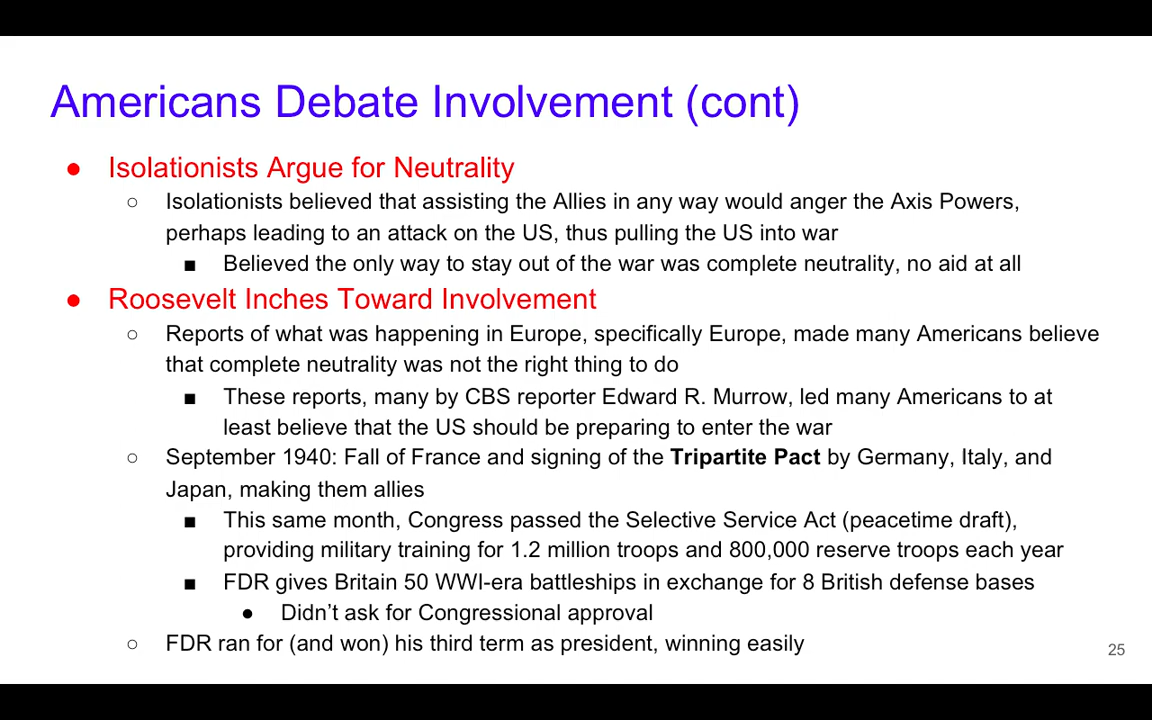 Americans Debate Involvement (cont)
● Isolationists Argue for Neutrality
○ Isolationists believed that assisting the Allies in any way would anger the Axis Powers,
perhaps leading to an attack on the US, thus pulling the US into war
■ Believed the only way to stay out of the war was complete neutrality, no aid at all
● Roosevelt Inches Toward Involvement
○ Reports of what was happening in Europe, specifically Europe, made many Americans believe
that complete neutrality was not the right thing to do
■ These reports, many by CBS reporter Edward R. Murrow, led many Americans to at
least believe that the US should be preparing to enter the war
○ September 1940: Fall of France and signing of the Tripartite Pact by Germany, Italy, and
Japan, making them allies
■ This same month, Congress passed the Selective Service Act (peacetime draft),
providing military training for 1.2 million troops and 800,000 reserve troops each year
■ FDR gives Britain 50 WWI-era battleships in exchange for 8 British defense bases
● Didn’t ask for Congressional approval
○ FDR ran for (and won) his third term as president, winning easily
25